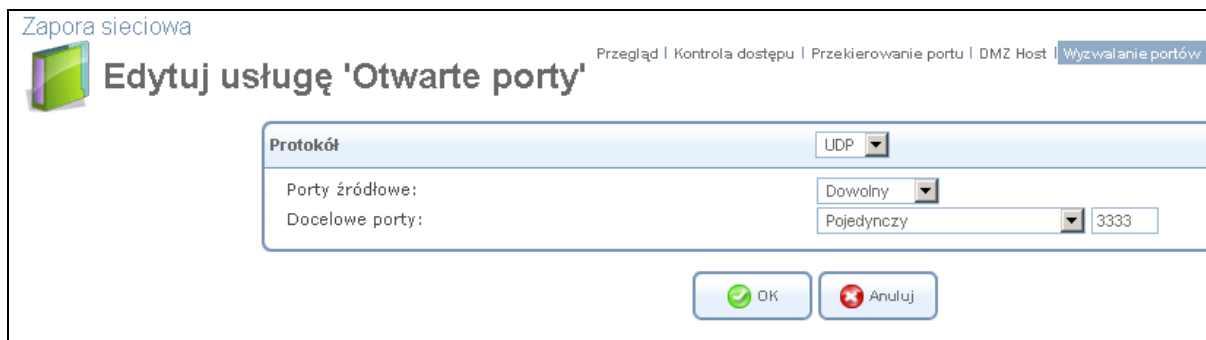 Zapora sieciowa
Przegląd | Kontrola dostępu | Przekierowanie portu | DMZ Host | Wyzwalanie portów
Edytuj usługę 'Otwarte porty'
Protokół UDP
Porty źródłowe: Dowolny
Docelowe porty: Pojedynczy 3333
OK Anuluj